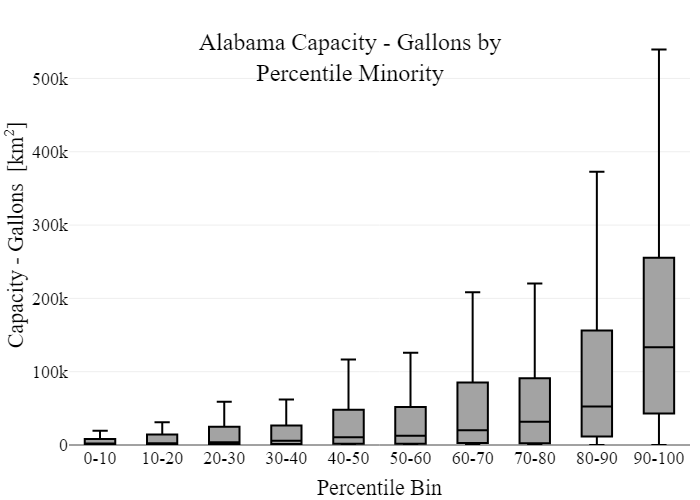 Alabama Capacity - Gallons by
Percentile Minority
Capacity - Gallons [km²]
500k
400k
300k
200k
100k
0
0-10 10-20 20-30 30-40 40-50 50-60 60-70 70-80 80-90 90-100
Percentile Bin